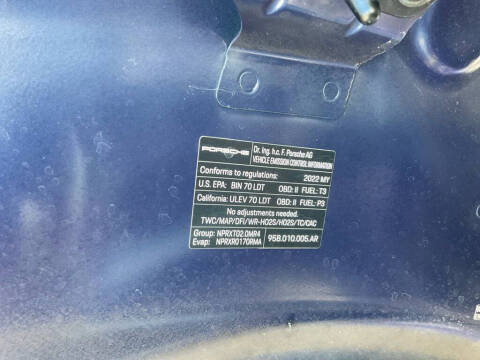 PORSCHE
Dr. Ing. h.c. F. Porsche AG
VEHICLE EMISSION CONTROL INFORMATION
Conforms to regulations: 2022 MY
U.S. EPA: BIN 70 LDT OBD: II FUEL: T3
California: ULEV 70 LDT OBD: II FUEL: P3
No adjustments needed.
TWC/MAP/DFI/WR-HO2S/HO2S/TC/CAC
Group: NPRXT02.0MR4
Evap: NPRXR0170RMA
95B.010.005.AR